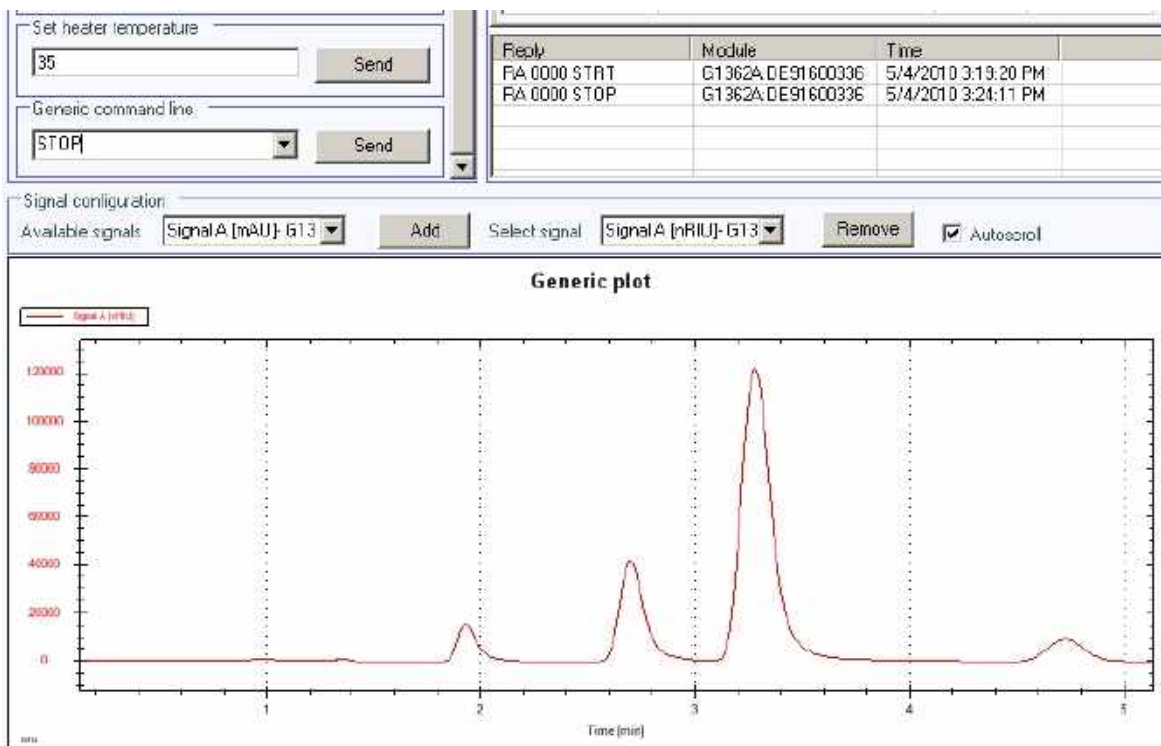 Set heater temperature
35
Send
Generic command line
STOP
Send
Reply Module Time
RA 0000 STRT G1362A:DE91600336 5/4/2010 3:19:20 PM
RA 0000 STOP G1362A:DE91600336 5/4/2010 3:24:11 PM
Signal configuration
Available signals Signal A [mAU]- G13 Add Select signal Signal A [nRIU]- G13 Remove Autoscroll
Generic plot
Signal A [nRIU]
120000
100000
80000
60000
40000
20000
0
1 2 3 4 5
Time [min]